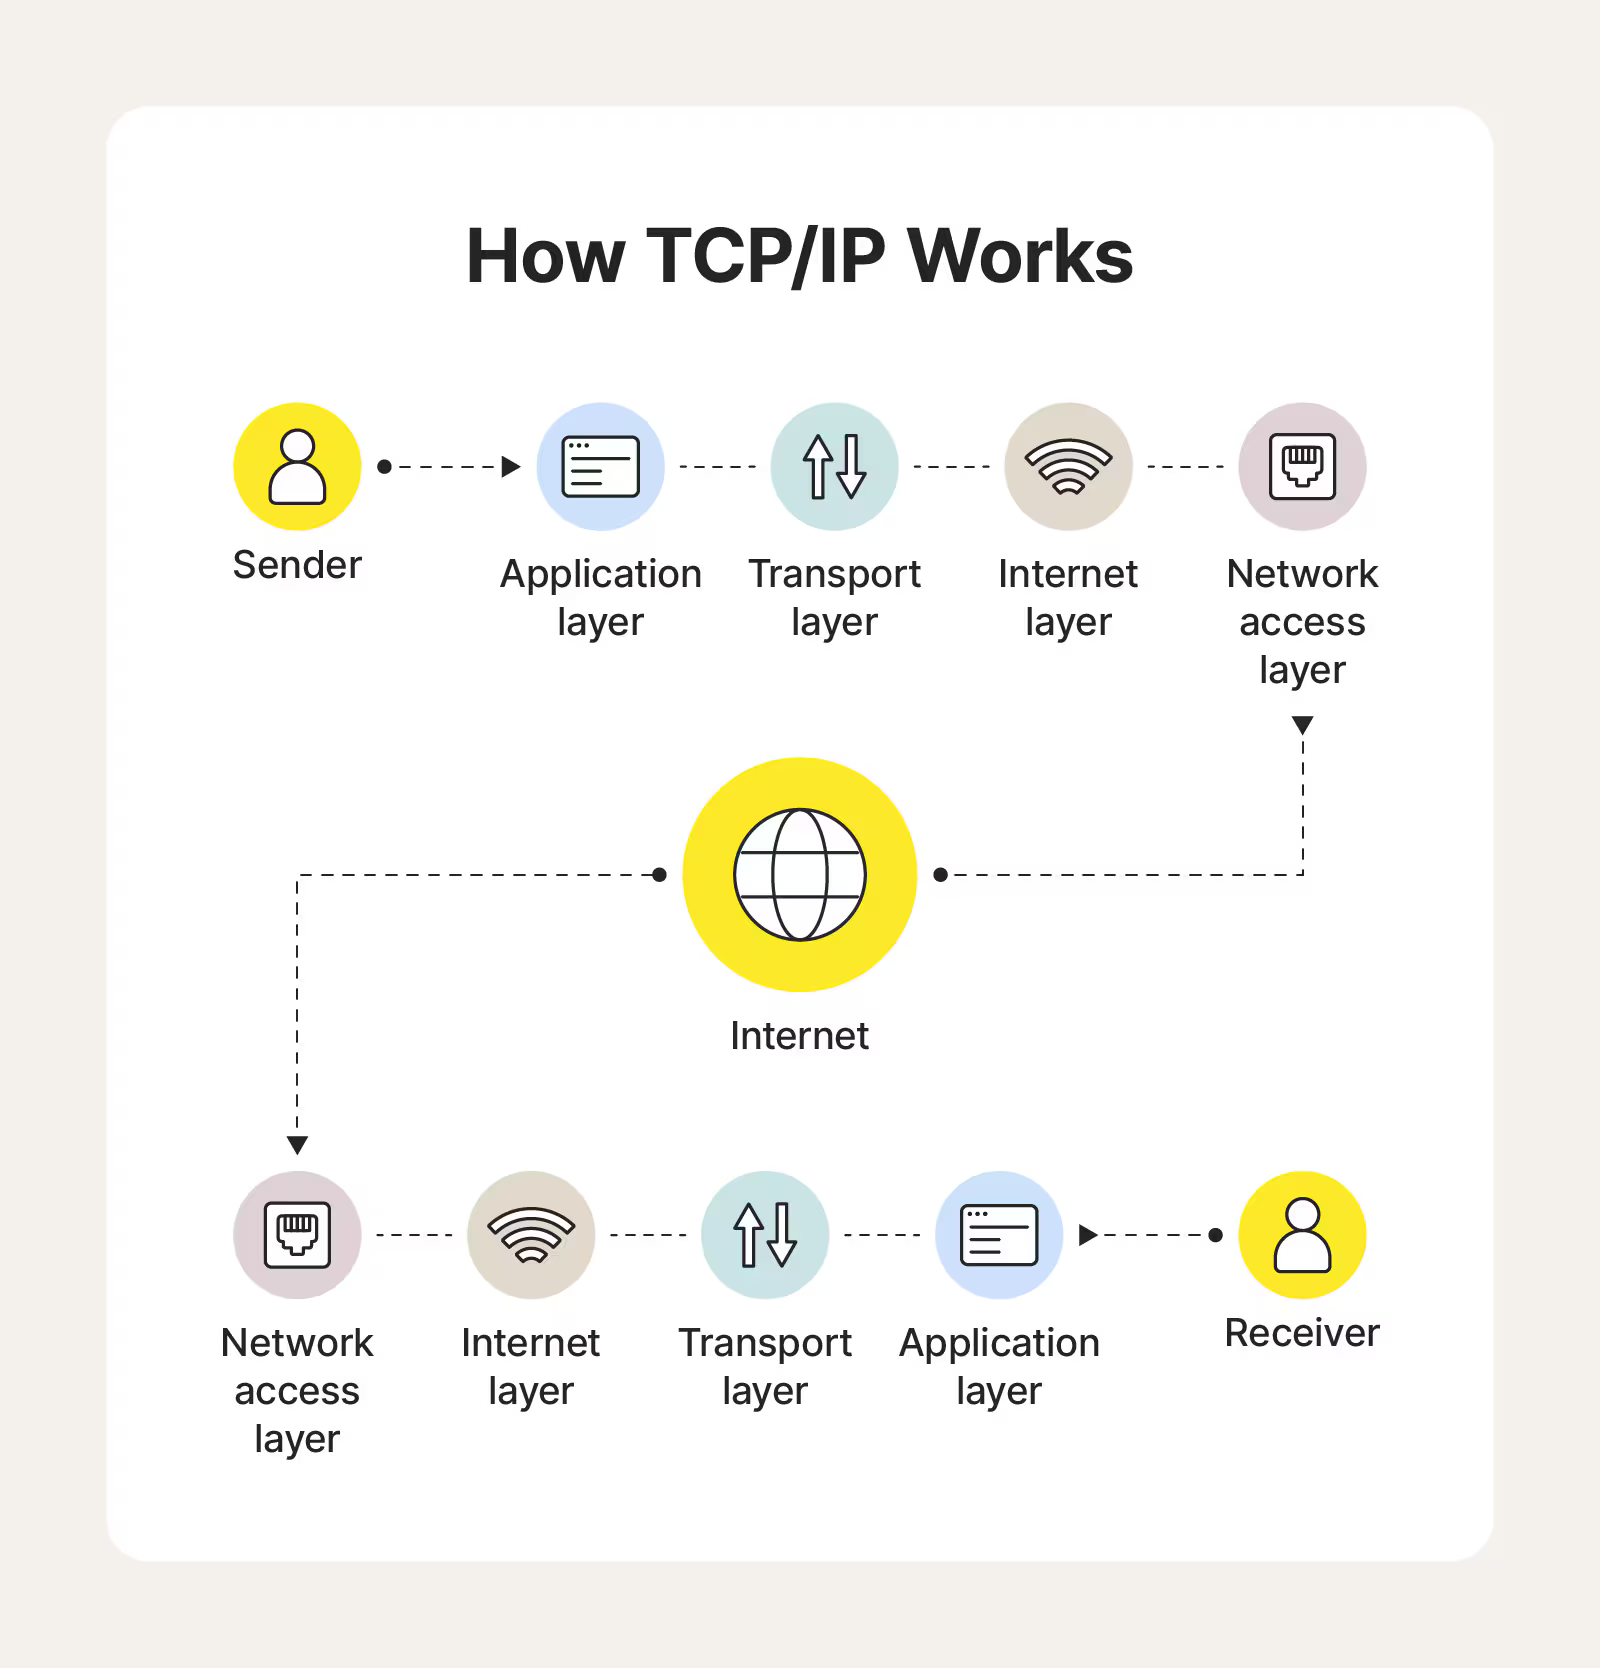 How TCP/IP Works
Sender
Application
layer
Transport
layer
Internet
layer
Network
access
layer
Internet
Network
access
layer
Internet
layer
Transport
layer
Application
layer
Receiver